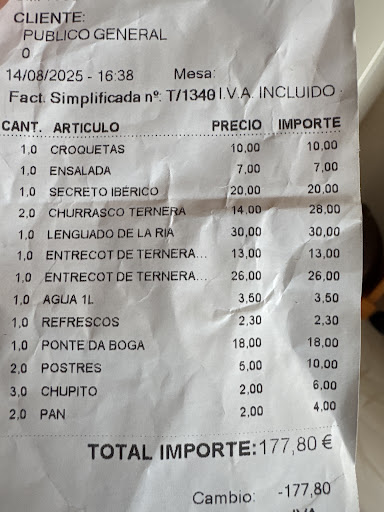 CLIENTE:
PUBLICO GENERAL
0
14/08/2025 - 16:38 Mesa:
Fact. Simplificada nº: T/1340 I.V.A. INCLUIDO
CANT. ARTICULO PRECIO IMPORTE
1,0 CROQUETAS 10,00 10,00
1,0 ENSALADA 7,00 7,00
1,0 SECRETO IBÉRICO 20,00 20,00
2,0 CHURRASCO TERNERA 14,00 28,00
1,0 LENGUADO DE LA RIA 30,00 30,00
1,0 ENTRECOT DE TERNERA... 13,00 13,00
1,0 ENTRECOT DE TERNERA... 26,00 26,00
1,0 AGUA 1L 3,50 3,50
1,0 REFRESCOS 2,30 2,30
1,0 PONTE DA BOGA 18,00 18,00
2,0 POSTRES 5,00 10,00
3,0 CHUPITO 2,00 6,00
2,0 PAN 2,00 4,00
TOTAL IMPORTE: 177,80 €
Cambio: -177,80